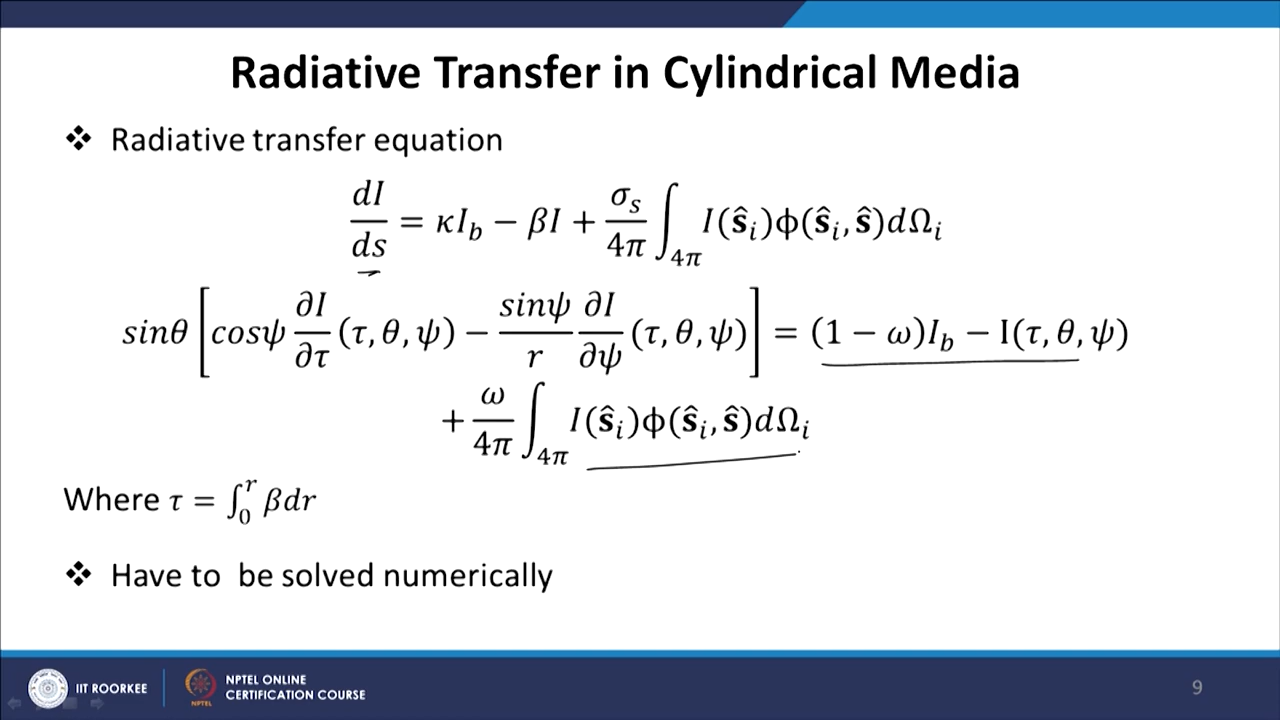 Radiative Transfer in Cylindrical Media
❖ Radiative transfer equation
dI/ds = κI_b − βI + σ_s/4π ∫_4π I(ŝ_i)ϕ(ŝ_i, ŝ)dΩ_i
sinθ [cosψ ∂I/∂τ (τ, θ, ψ) − sinψ/r ∂I/∂ψ (τ, θ, ψ)] = (1 − ω)I_b − I(τ, θ, ψ)
+ ω/4π ∫_4π I(ŝ_i)ϕ(ŝ_i, ŝ)dΩ_i
Where τ = ∫_0^r βdr
❖ Have to be solved numerically
IIT ROORKEE
NPTEL
NPTEL ONLINE
CERTIFICATION COURSE
9